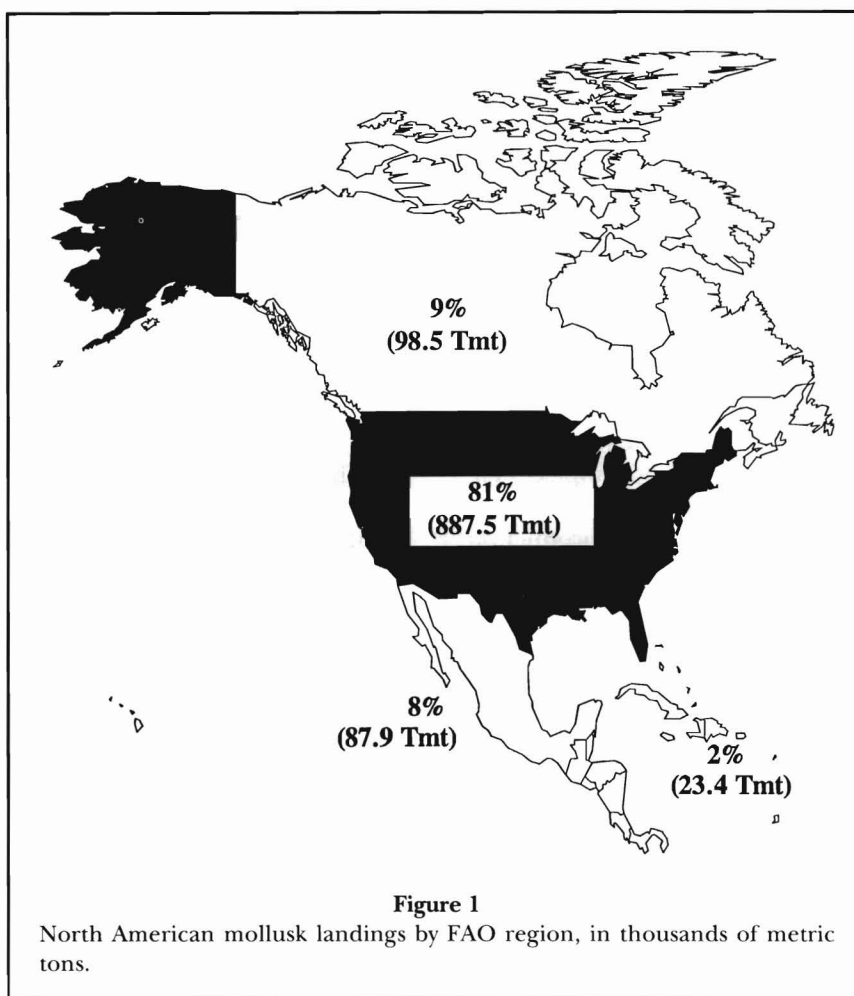 9%
(98.5 Tmt)
81%
(887.5 Tmt)
8%
(87.9 Tmt)
2%
(23.4 Tmt)
Figure 1
North American mollusk landings by FAO region, in thousands of metric
tons.